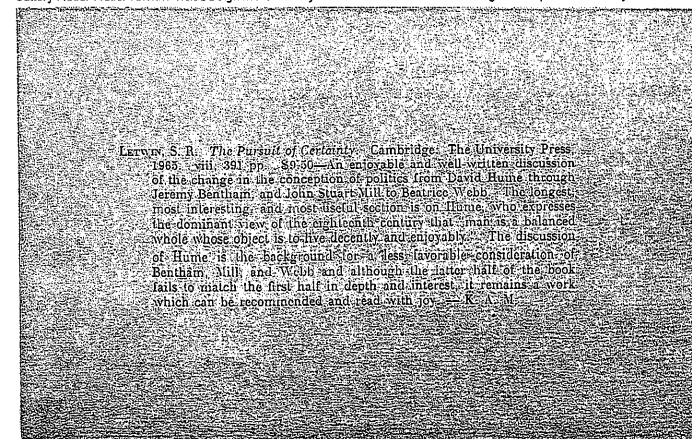 LETWIN, S. R. The Pursuit of Certainty. Cambridge: The University Press,
1965. viii, 391 pp. $9.50—An enjoyable and well-written discussion
of the change in the conception of politics from David Hume through
Jeremy Bentham, and John Stuart Mill to Beatrice Webb. The longest,
most interesting, and most useful section is on Hume, who expresses
the dominant view of the eighteenth century that "man is a balanced
whole whose object is to live decently and enjoyably." The discussion
of Hume is the background for a less favorable consideration of
Bentham, Mill, and Webb and although the latter half of the book
fails to match the first half in depth and interest, it remains a work
which can be recommended and read with joy.—K. A. M.